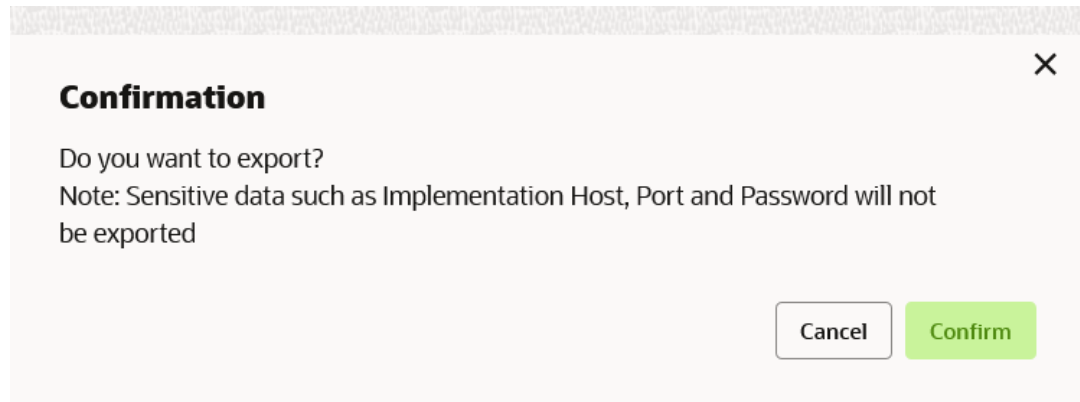 Confirmation
Do you want to export?
Note: Sensitive data such as Implementation Host, Port and Password will not
be exported
Cancel
Confirm